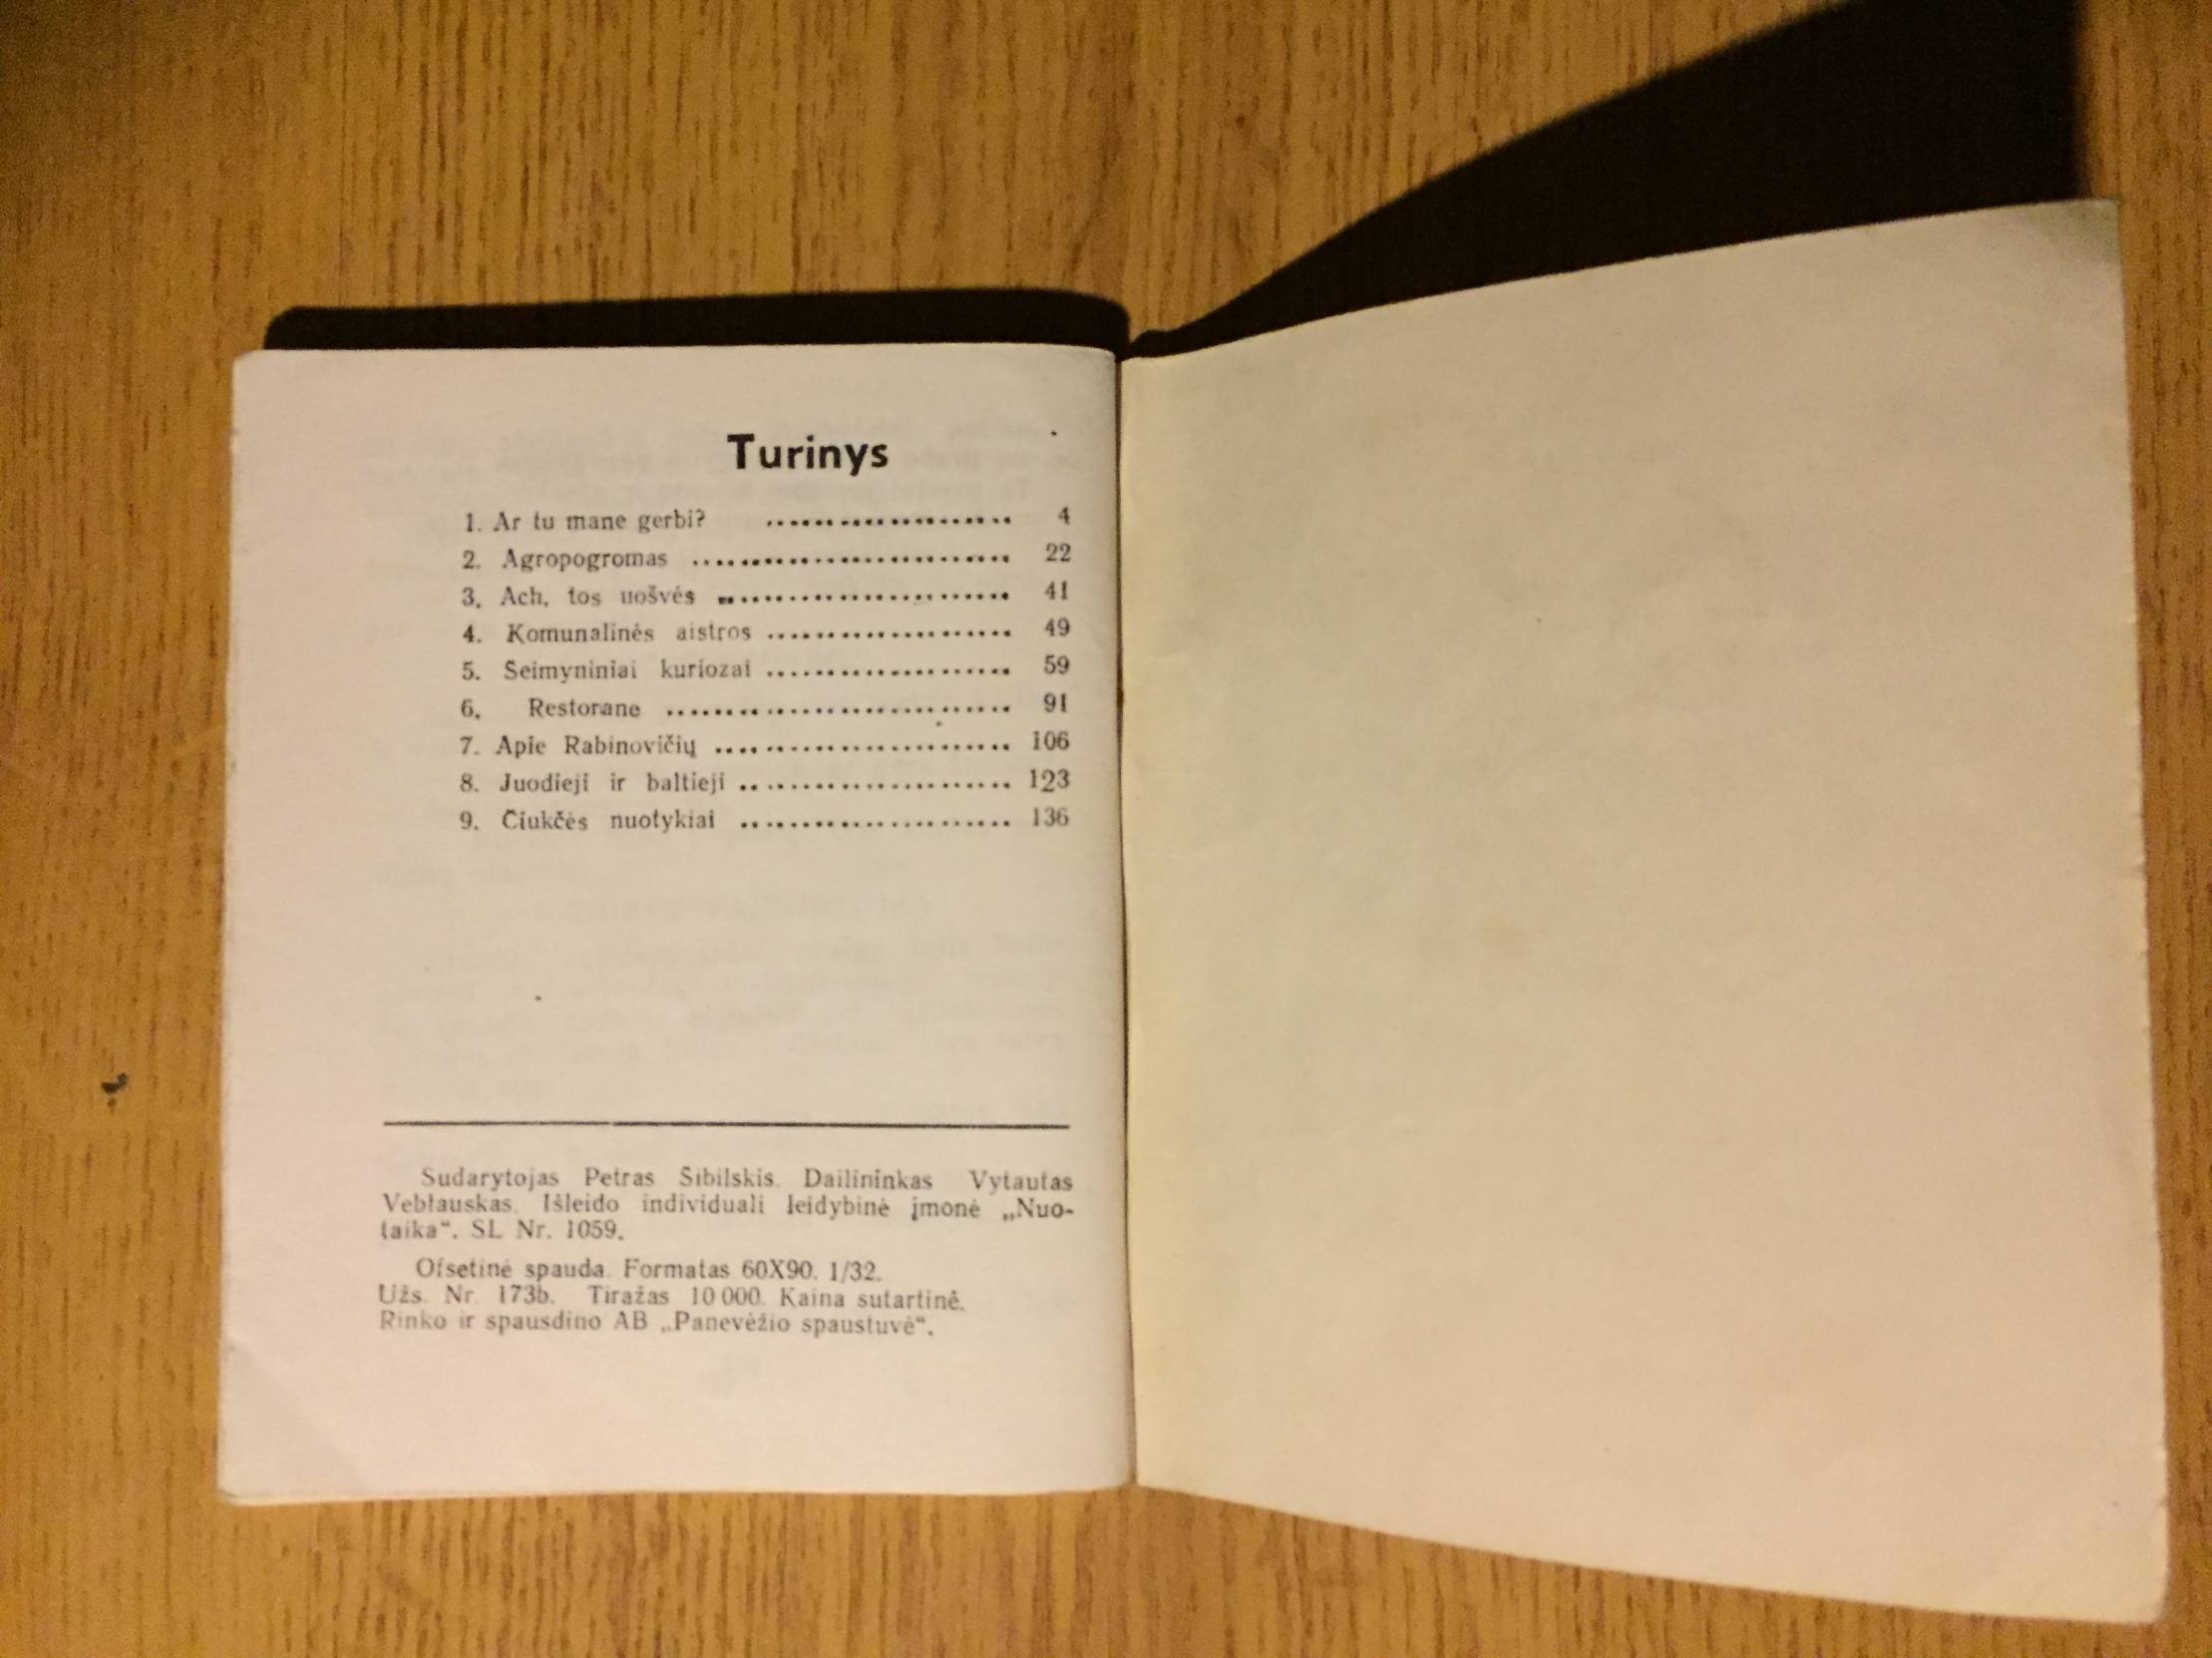 Turinys
1. Ar tu mane gerbi? .................... 4
2. Agropogromas .......................... 22
3. Ach, tos uošvės ........................ 41
4. Komunalinės aistros .................... 49
5. Šeimyniniai kuriozai .................... 59
6. Restorane ............................ 91
7. Apie Rabinovičių ........................ 106
8. Juodieji ir baltieji ...................... 123
9. Čiukčės nuotykiai ...................... 136
Sudarytojas Petras Šibilskis. Dailininkas Vytautas
Veblauskas. Išleido individuali leidybinė įmonė „Nuo-
taika“. SL Nr. 1059.
Ofsetinė spauda. Formatas 60X90. 1/32.
Užs. Nr. 173b. Tiražas 10 000. Kaina sutartinė.
Rinko ir spausdino AB „Panevėžio spaustuvė“.